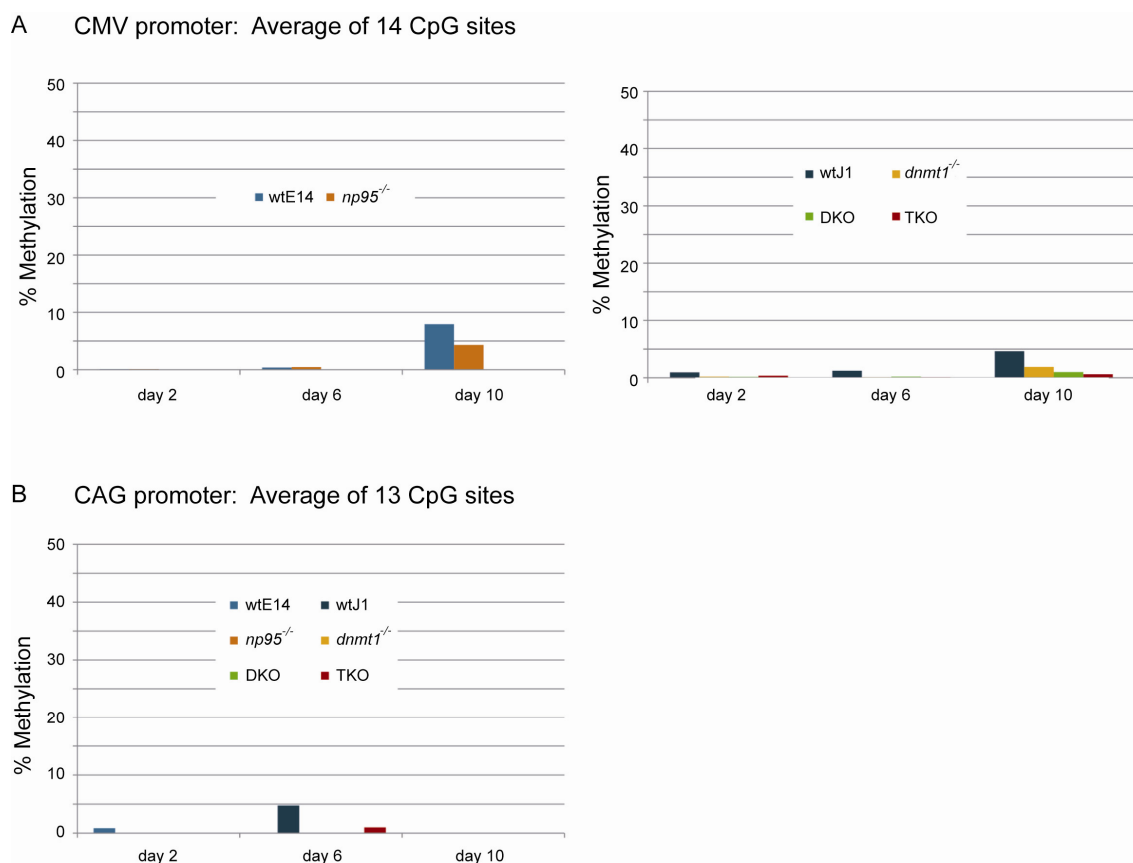 A CMV promoter: Average of 14 CpG sites
% Methylation
50
40
30
20
10
0
wtE14 np95-/-
day 2 day 6 day 10
% Methylation
50
40
30
20
10
0
wtJ1 dnmt1-/-
DKO TKO
day 2 day 6 day 10
B CAG promoter: Average of 13 CpG sites
% Methylation
50
40
30
20
10
0
wtE14 wtJ1
np95-/- dnmt1-/-
DKO TKO
day 2 day 6 day 10